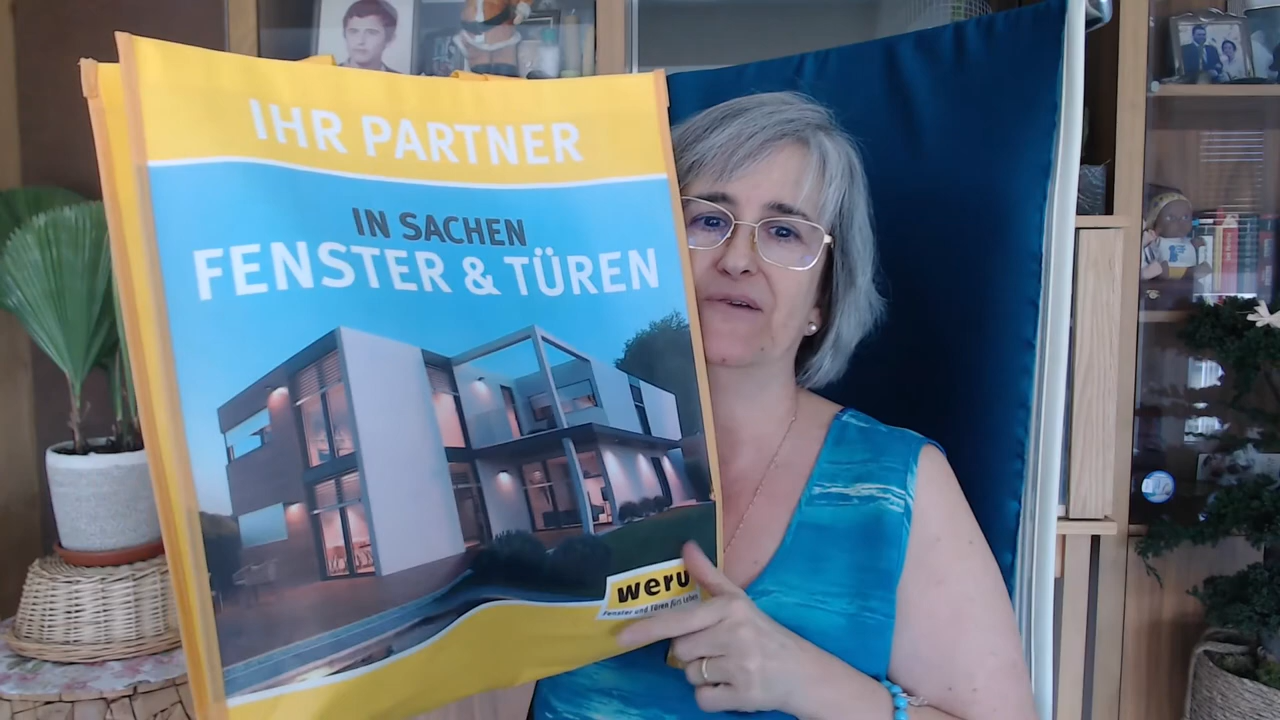 IHR PARTNER
IN SACHEN
FENSTER & TÜREN
weru
Fenster und Türen fürs Leben